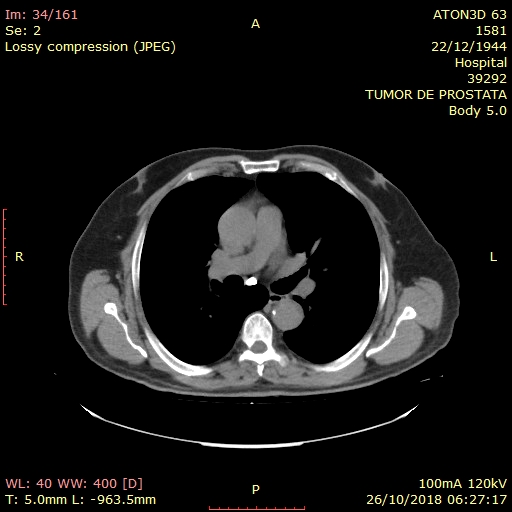 Im: 34/161
Se: 2
Lossy compression (JPEG)
A
ATON3D 63
1581
22/12/1944
Hospital
39292
TUMOR DE PROSTATA
Body 5.0
R
L
WL: 40 WW: 400 [D]
T: 5.0mm L: -963.5mm
P
100mA 120kV
26/10/2018 06:27:17